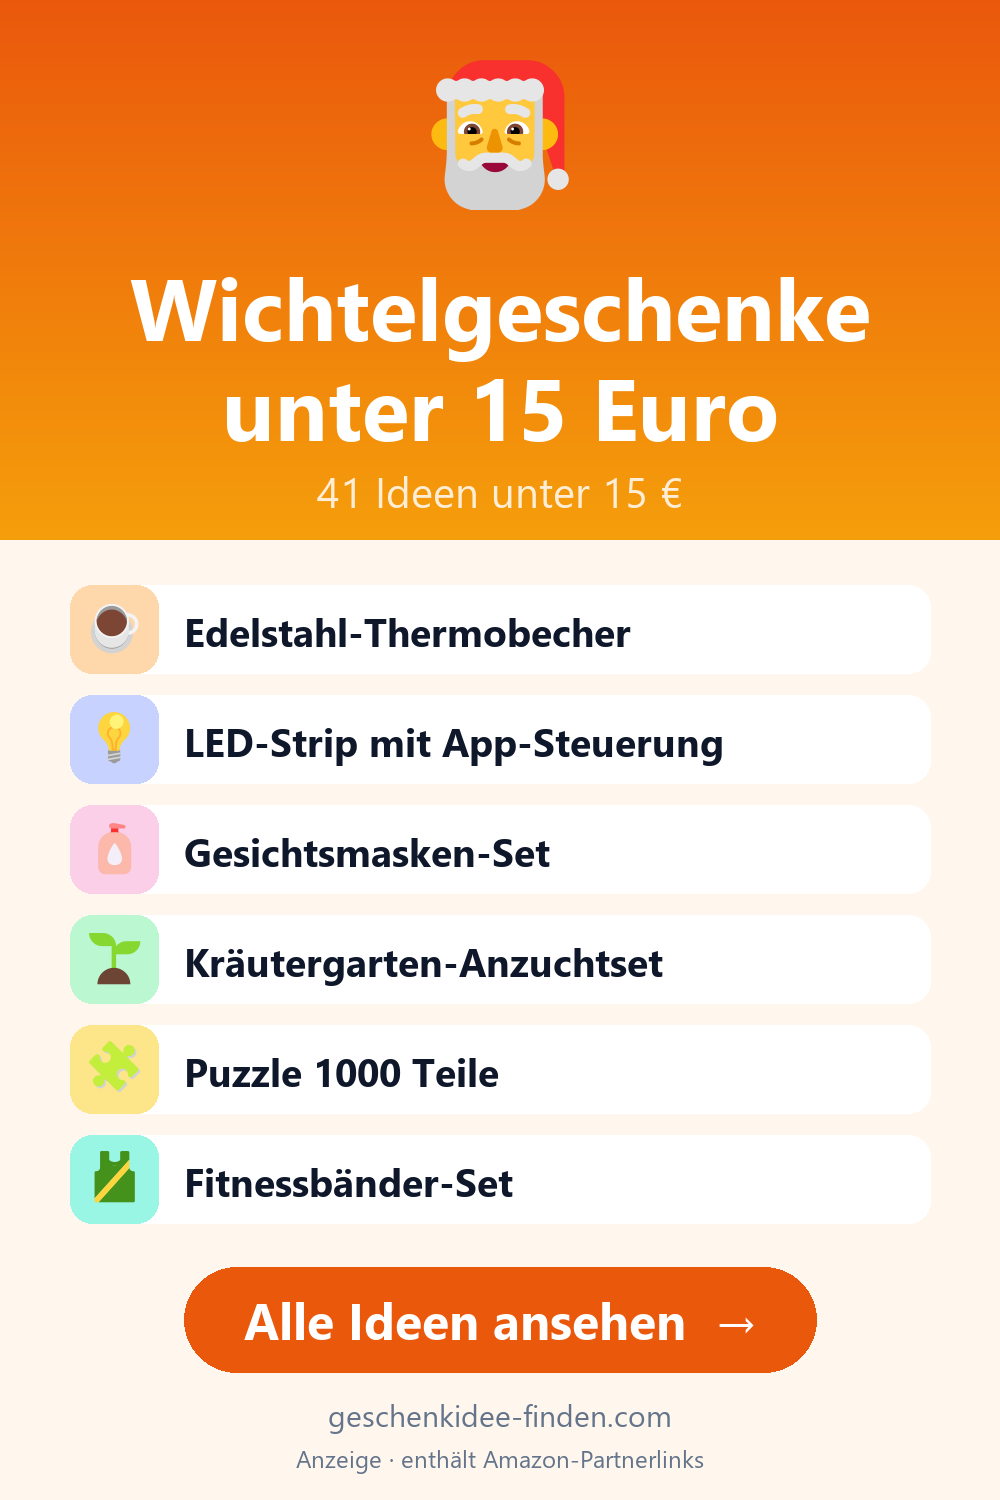 Wichtelgeschenke
unter 15 Euro
41 Ideen unter 15 €
Edelstahl-Thermobecher
LED-Strip mit App-Steuerung
Gesichtsmasken-Set
Kräutergarten-Anzuchtset
Puzzle 1000 Teile
Fitnessbänder-Set
Alle Ideen ansehen →
geschenkidee-finden.com
Anzeige · enthält Amazon-Partnerlinks